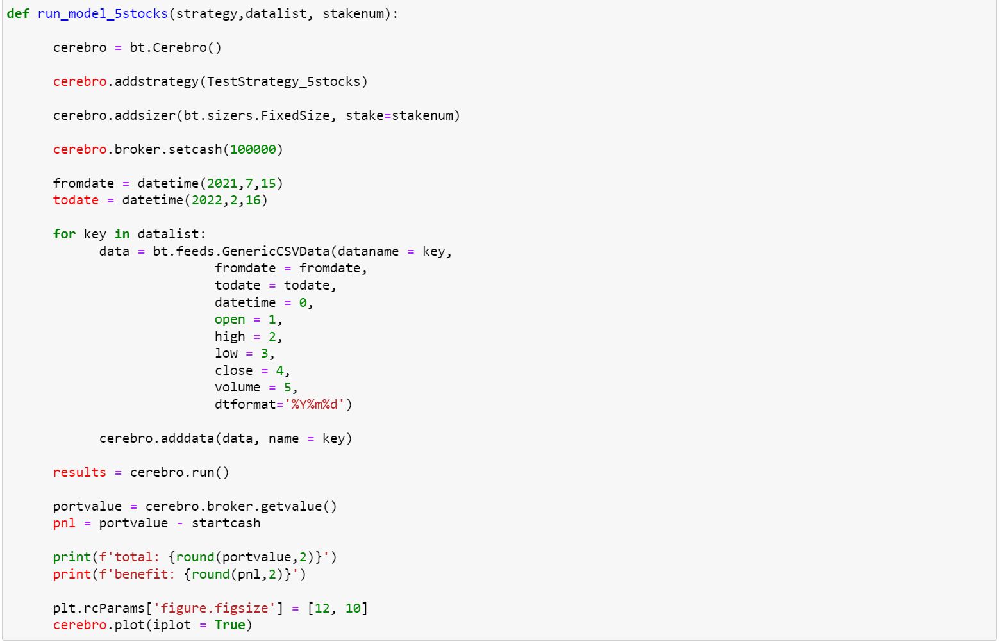 def run_model_5stocks(strategy,datalist, stakenum):
cerebro = bt.Cerebro()
cerebro.addstrategy(TestStrategy_5stocks)
cerebro.addsizer(bt.sizers.FixedSize, stake=stakenum)
cerebro.broker.setcash(100000)
fromdate = datetime(2021,7,15)
todate = datetime(2022,2,16)
for key in datalist:
data = bt.feeds.GenericCSVData(dataname = key,
fromdate = fromdate,
todate = todate,
datetime = 0,
open = 1,
high = 2,
low = 3,
close = 4,
volume = 5,
dtformat='%Y%m%d')
cerebro.adddata(data, name = key)
results = cerebro.run()
portvalue = cerebro.broker.getvalue()
pnl = portvalue - startcash
print(f'total: {round(portvalue,2)}')
print(f'benefit: {round(pnl,2)}')
plt.rcParams['figure.figsize'] = [12, 10]
cerebro.plot(iplot = True)